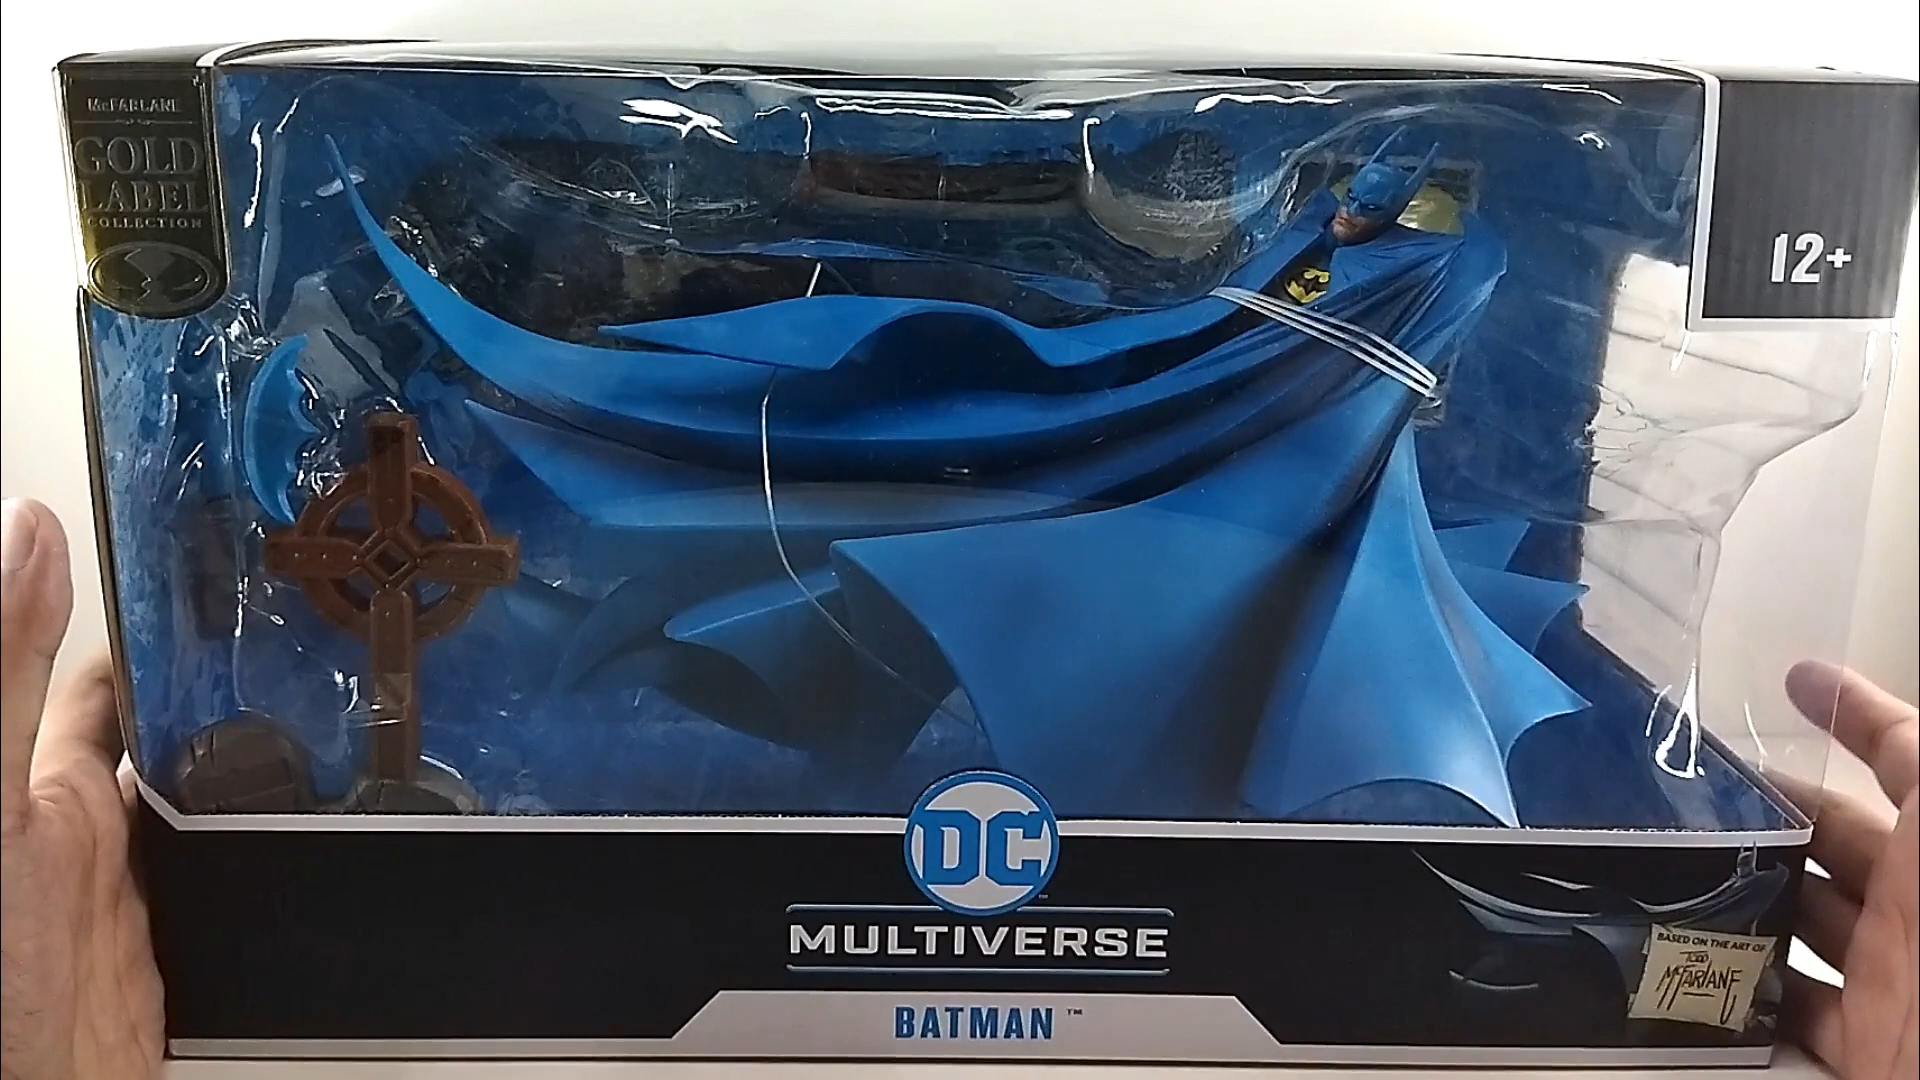 McFARLANE
GOLD
LABEL
COLLECTION
12+
DC
MULTIVERSE
BATMAN™
BASED ON THE ART OF
TODD
McFARLANE